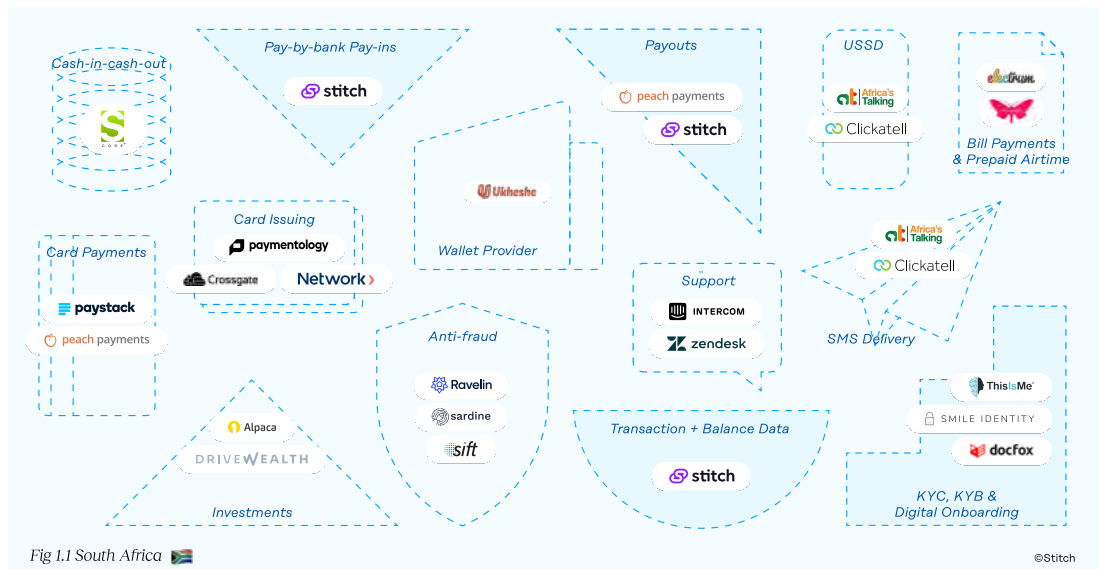 Cash-in-cash-out
S
CODE
Pay-by-bank Pay-ins
stitch
Payouts
peach payments
stitch
USSD
at Africa's
Talking
Clickatell
electrum
Bill Payments
& Prepaid Airtime
Ukheshe
Wallet Provider
Card Issuing
paymentology
Crossgate
Network
Card Payments
paystack
peach payments
at Africa's
Talking
Clickatell
SMS Delivery
Support
INTERCOM
zendesk
Anti-fraud
Ravelin
sardine
sift
Alpaca
DRIVEWEALTH
Investments
Transaction + Balance Data
stitch
ThisIsMe
SMILE IDENTITY
docfox
KYC, KYB &
Digital Onboarding
Fig 1.1 South Africa
©Stitch